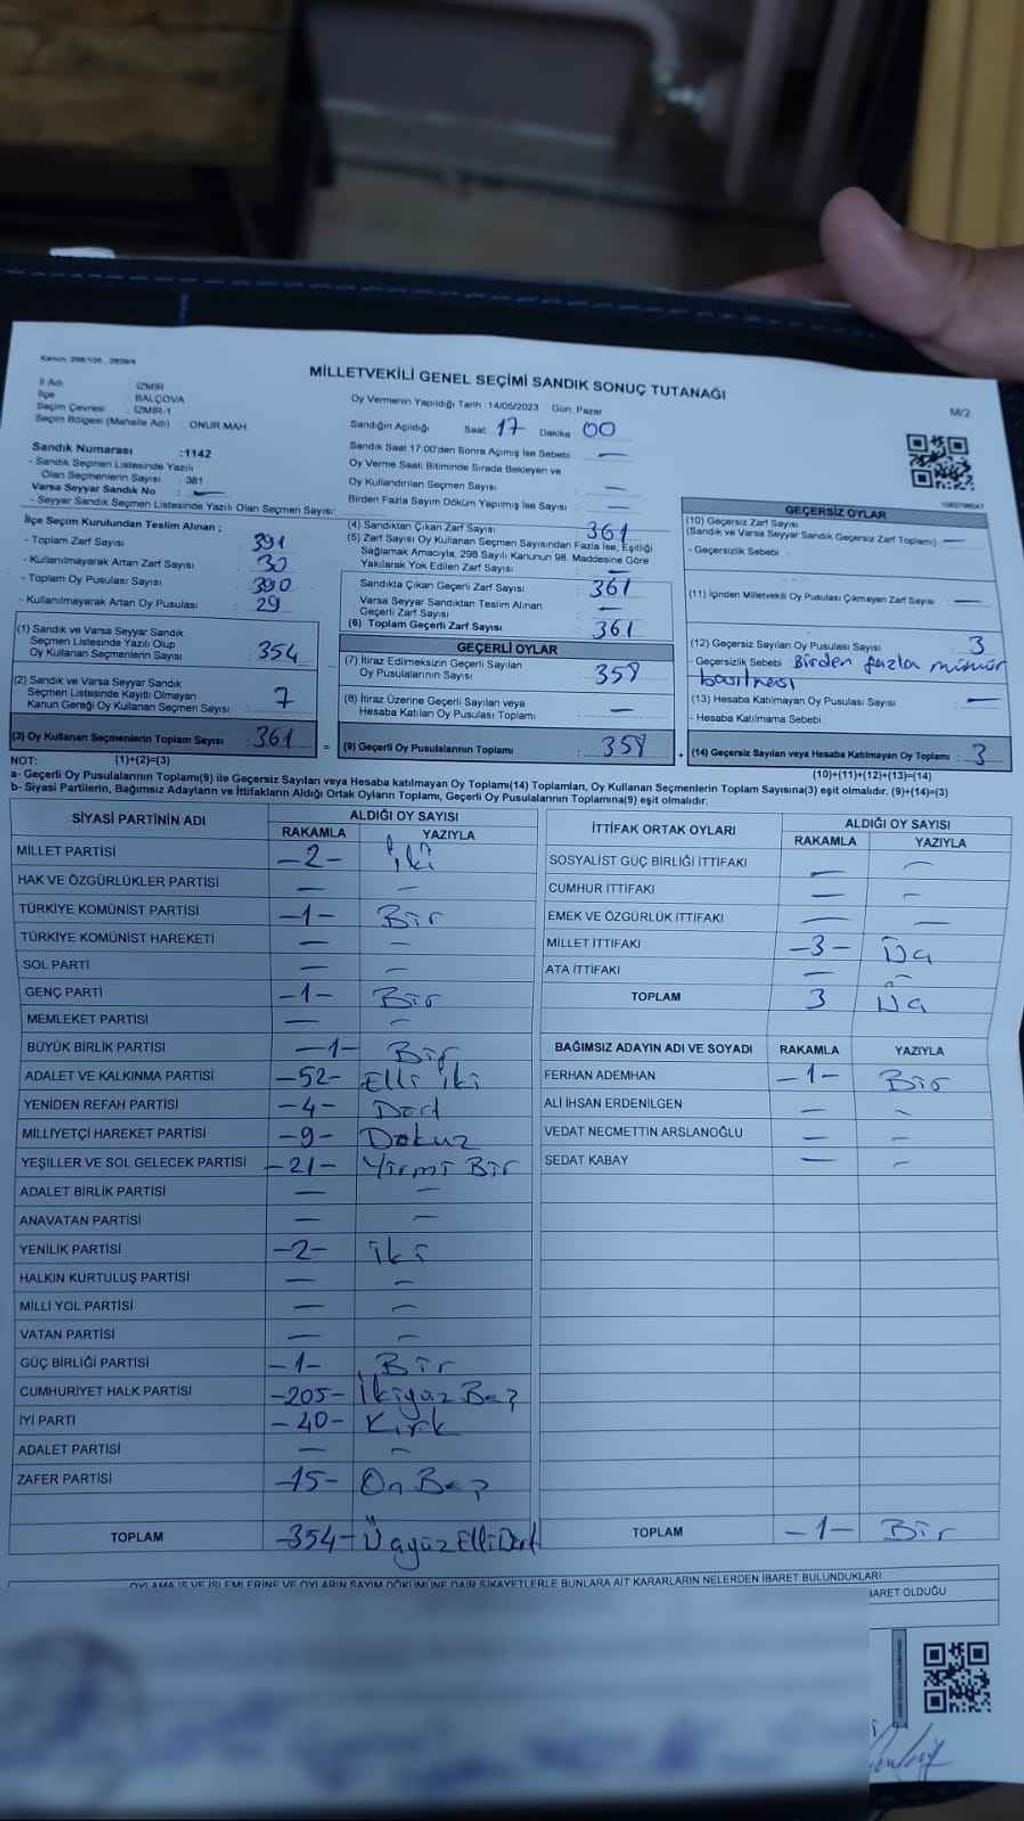 MİLLETVEKİLİ GENEL SEÇİMİ SANDIK SONUÇ TUTANAĞI
M/2
İl Adı : İZMİR
İlçe : BALÇOVA
Seçim Çevresi : İZMİR-1
Seçim Bölgesi (Mahalle Adı) : ONUR MAH.
Oy Vermenin Yapıldığı Tarih :14/05/2023 Gün: Pazar
Sandığın Açıldığı Saat 17 Dakika 00
Sandık Saat 17:00'den Sonra Açılmış İse Sebebi —
Oy Verme Saati Bitiminde Sırada Bekleyen ve
Oy Kullandırılan Seçmen Sayısı —
Birden Fazla Sayım Döküm Yapılmış İse Sayısı —
Sandık Numarası :1142
- Sandık Seçmen Listesinde Yazılı
Olan Seçmenlerin Sayısı : 381
Varsa Seyyar Sandık No : —
- Seyyar Sandık Seçmen Listesinde Yazılı Olan Seçmen Sayısı:
İlçe Seçim Kurulundan Teslim Alınan ;
- Toplam Zarf Sayısı : 391
- Kullanılmayarak Artan Zarf Sayısı : 30
- Toplam Oy Pusulası Sayısı : 390
- Kullanılmayarak Artan Oy Pusulası : 29
(1) Sandık ve Varsa Seyyar Sandık
Seçmen Listesinde Yazılı Olup
Oy Kullanan Seçmenlerin Sayısı : 354
(2) Sandık ve Varsa Seyyar Sandık
Seçmen Listesinde Kayıtlı Olmayan
Kanun Gereği Oy Kullanan Seçmen Sayısı : 7
(3) Oy Kullanan Seçmenlerin Toplam Sayısı : 361
(4) Sandıktan Çıkan Zarf Sayısı 361
(5) Zarf Sayısı Oy Kullanan Seçmen Sayısından Fazla İse, Eşitliği
Sağlamak Amacıyla, 298 Sayılı Kanunun 98. Maddesine Göre
Yakılarak Yok Edilen Zarf Sayısı : —
Sandıkta Çıkan Geçerli Zarf Sayısı : 361
Varsa Seyyar Sandıktan Teslim Alınan
Geçerli Zarf Sayısı : —
(6) Toplam Geçerli Zarf Sayısı : 361
GEÇERLİ OYLAR
(7) İtiraz Edilmeksizin Geçerli Sayılan
Oy Pusulalarının Sayısı : 358
(8) İtiraz Üzerine Geçerli Sayılan veya
Hesaba Katılan Oy Pusulası Toplamı : —
= (9) Geçerli Oy Pusulalarının Toplamı : 358
GEÇERSİZ OYLAR
(10) Geçersiz Zarf Sayısı
(Sandık ve Varsa Seyyar Sandık Geçersiz Zarf Toplamı) : —
- Geçersizlik Sebebi
(11) İçinden Milletvekili Oy Pusulası Çıkmayan Zarf Sayısı : —
(12) Geçersiz Sayılan Oy Pusulası Sayısı : 3
- Geçersizlik Sebebi Birden fazla mühür
basılması
(13) Hesaba Katılmayan Oy Pusulası Sayısı : —
- Hesaba Katılmama Sebebi
+ (14) Geçersiz Sayılan veya Hesaba Katılmayan Oy Toplamı : 3
NOT: (1)+(2)=(3)
(10)+(11)+(12)+(13)=(14)
a- Geçerli Oy Pusulalarının Toplamı(9) ile Geçersiz Sayılan veya Hesaba katılmayan Oy Toplamı(14) Toplamları, Oy Kullanan Seçmenlerin Toplam Sayısına(3) eşit olmalıdır. (9)+(14)=(3)
b- Siyasi Partilerin, Bağımsız Adayların ve İttifakların Aldığı Ortak Oyların Toplamı, Geçerli Oy Pusulalarının Toplamına(9) eşit olmalıdır.
SİYASİ PARTİNİN ADI
ALDIĞI OY SAYISI
RAKAMLA YAZIYLA
MİLLET PARTİSİ -2- iki
HAK VE ÖZGÜRLÜKLER PARTİSİ — —
TÜRKİYE KOMÜNİST PARTİSİ -1- Bir
TÜRKİYE KOMÜNİST HAREKETİ — —
SOL PARTİ — —
GENÇ PARTİ -1- Bir
MEMLEKET PARTİSİ — —
BÜYÜK BİRLİK PARTİSİ -1- Bir
ADALET VE KALKINMA PARTİSİ -52- Elli iki
YENİDEN REFAH PARTİSİ -4- Dört
MİLLİYETÇİ HAREKET PARTİSİ -9- Dokuz
YEŞİLLER VE SOL GELECEK PARTİSİ -21- Yirmi Bir
ADALET BİRLİK PARTİSİ — —
ANAVATAN PARTİSİ — —
YENİLİK PARTİSİ -2- iki
HALKIN KURTULUŞ PARTİSİ — —
MİLLİ YOL PARTİSİ — —
VATAN PARTİSİ — —
GÜÇ BİRLİĞİ PARTİSİ -1- Bir
CUMHURİYET HALK PARTİSİ -205- İkiyüz Beş
İYİ PARTİ -40- Kırk
ADALET PARTİSİ — —
ZAFER PARTİSİ -15- On Beş
TOPLAM -354- Üçyüz Elli Dört
İTTİFAK ORTAK OYLARI
ALDIĞI OY SAYISI
RAKAMLA YAZIYLA
SOSYALİST GÜÇ BİRLİĞİ İTTİFAKI — —
CUMHUR İTTİFAKI — —
EMEK VE ÖZGÜRLÜK İTTİFAKI — —
MİLLET İTTİFAKI -3- Üç
ATA İTTİFAKI — —
TOPLAM 3 Üç
BAĞIMSIZ ADAYIN ADI VE SOYADI RAKAMLA YAZIYLA
FERHAN ADEMHAN -1- Bir
ALİ İHSAN ERDENİLGEN — —
VEDAT NECMETTİN ARSLANOĞLU — —
SEDAT KABAY — —
TOPLAM -1- Bir
OYLAMA İŞ VE İŞLEMLERİNE VE OYLARIN SAYIM DÖKÜMÜNE DAİR ŞİKAYETLERLE BUNLARA AİT KARARLARIN NELERDEN İBARET BULUNDUKLARI
İBARET OLDUĞU